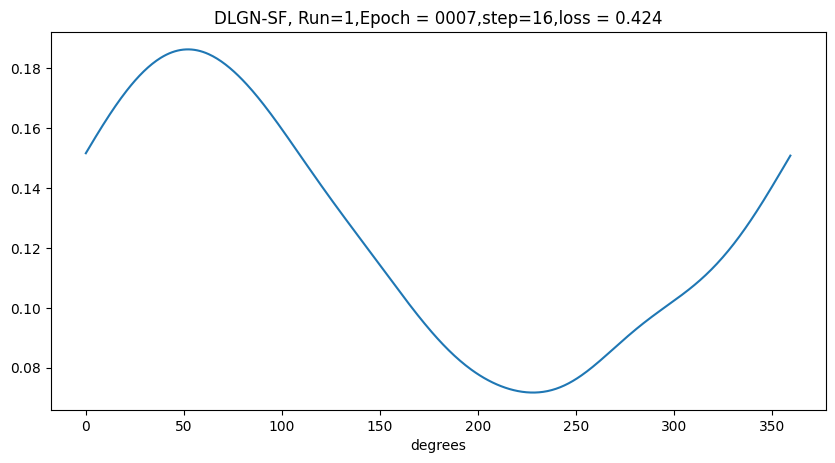 DLGN-SF, Run=1,Epoch = 0007,step=16,loss = 0.424
0.18
0.16
0.14
0.12
0.10
0.08
0 50 100 150 200 250 300 350
degrees